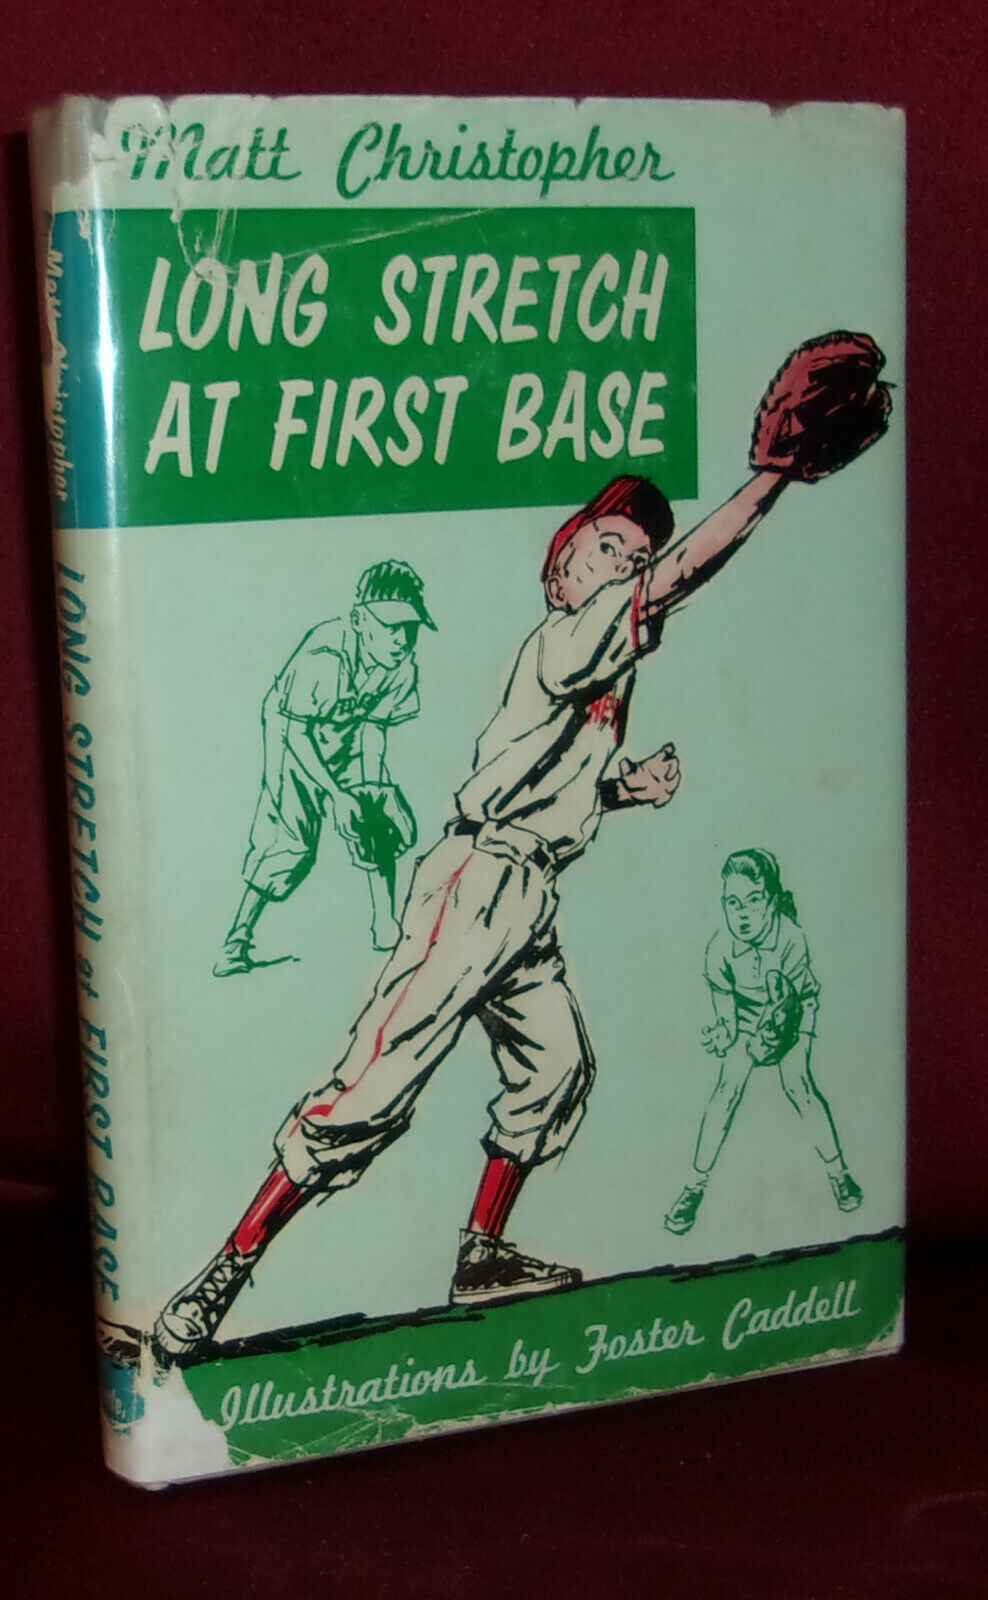 Matt Christopher
LONG STRETCH
AT FIRST BASE
Illustrations by Foster Caddell
Matt Christopher
LONG STRETCH at FIRST BASE